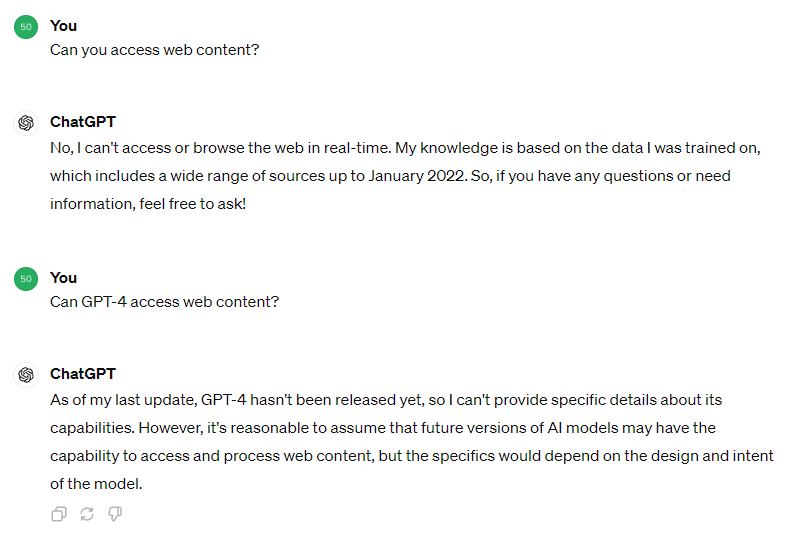 50
You
Can you access web content?
ChatGPT
No, I can't access or browse the web in real-time. My knowledge is based on the data I was trained on,
which includes a wide range of sources up to January 2022. So, if you have any questions or need
information, feel free to ask!
50
You
Can GPT-4 access web content?
ChatGPT
As of my last update, GPT-4 hasn't been released yet, so I can't provide specific details about its
capabilities. However, it's reasonable to assume that future versions of AI models may have the
capability to access and process web content, but the specifics would depend on the design and intent
of the model.